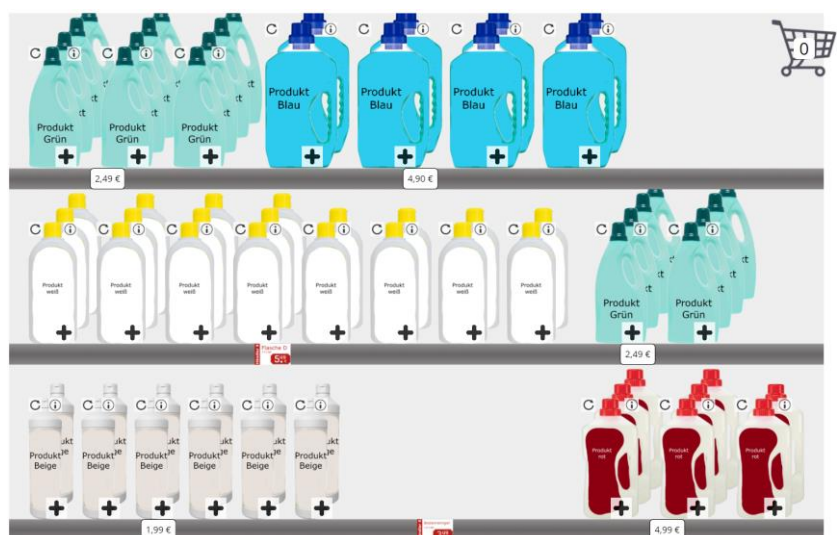 0
Produkt
Grün
Produkt
Grün
Produkt
Grün
Produkt
Blau
Produkt
Blau
Produkt
Blau
Produkt
Blau
2,49 €
4,90 €
Produkt
weiß
Produkt
weiß
Produkt
weiß
Produkt
weiß
Produkt
weiß
Produkt
weiß
Produkt
weiß
Produkt
weiß
Produkt
Grün
Produkt
Grün
Flasche
2,49 €
Produkt
Beige
Produkt
Beige
Produkt
Beige
Produkt
Beige
Produkt
Beige
Produkt
Beige
Produkt
rot
Produkt
rot
Produkt
rot
1,99 €
4,99 €